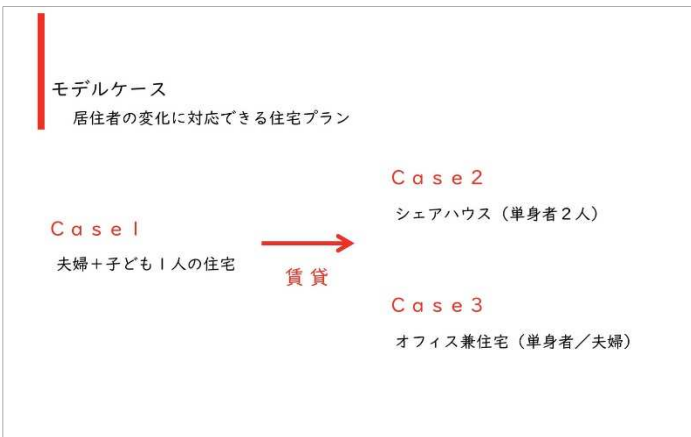 モデルケース
居住者の変化に対応できる住宅プラン
Case1
夫婦+子ども1人の住宅
賃貸
Case2
シェアハウス(単身者2人)
Case3
オフィス兼住宅(単身者/夫婦)